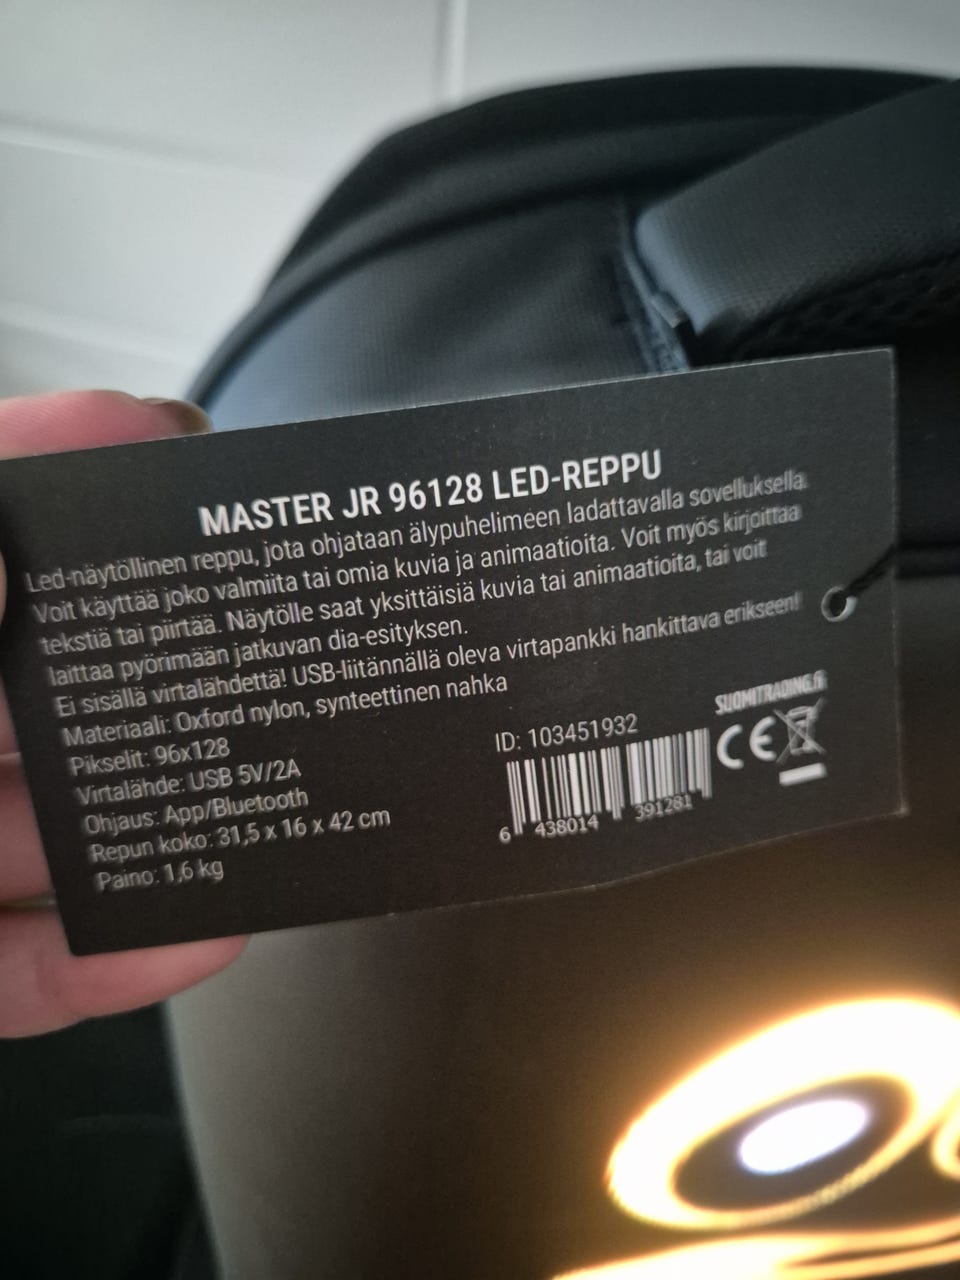 MASTER JR 96128 LED-REPPU
Led-näytöllinen reppu, jota ohjataan älypuhelimeen ladattavalla sovelluksella.
Voit käyttää joko valmiita tai omia kuvia ja animaatioita. Voit myös kirjoittaa
tekstiä tai piirtää. Näytölle saat yksittäisiä kuvia tai animaatioita, tai voit
laittaa pyörimään jatkuvan dia-esityksen.
Ei sisällä virtalähdettä! USB-liitännällä oleva virtapankki hankittava erikseen!
Materiaali: Oxford nylon, synteettinen nahka
Pikselit: 96x128
Virtalähde: USB 5V/2A
Ohjaus: App/Bluetooth
Repun koko: 31,5 x 16 x 42 cm
Paino: 1,6 kg
ID: 103451932
6 438014 391281
SUOMITRADING.fi
CE